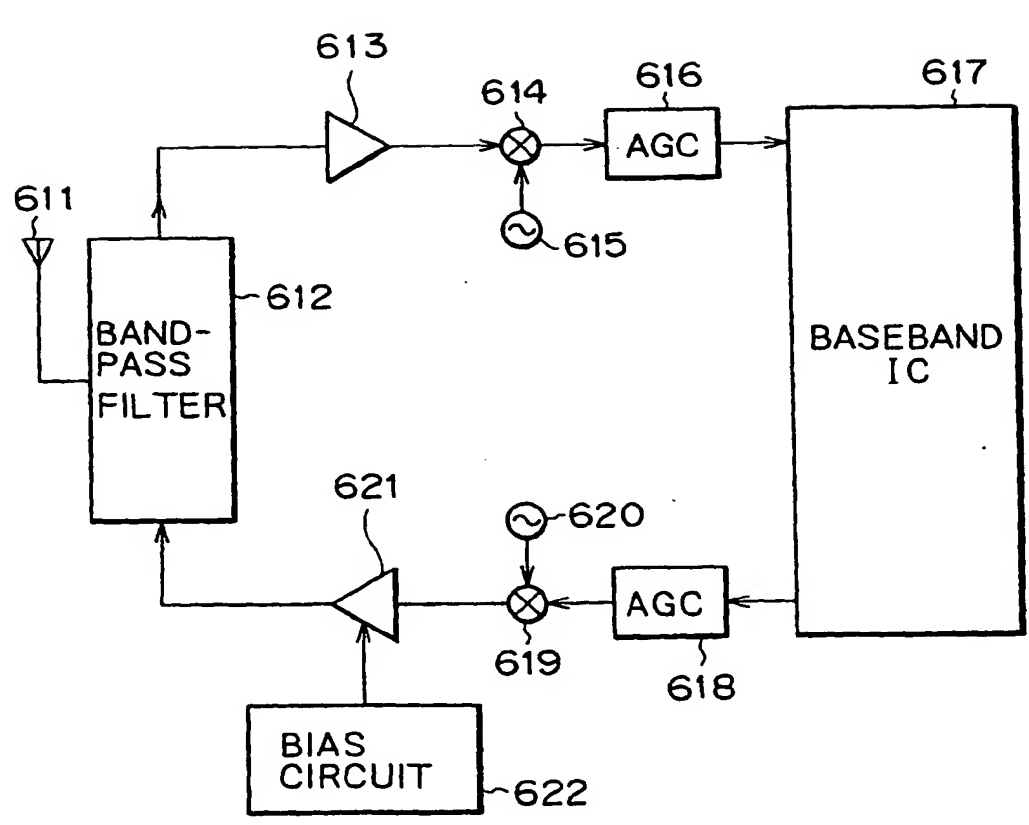 613
614
616
617
AGC
611
615
612
BAND-
PASS
FILTER
BASEBAND
IC
621
620
AGC
619
618
BIAS
CIRCUIT
622